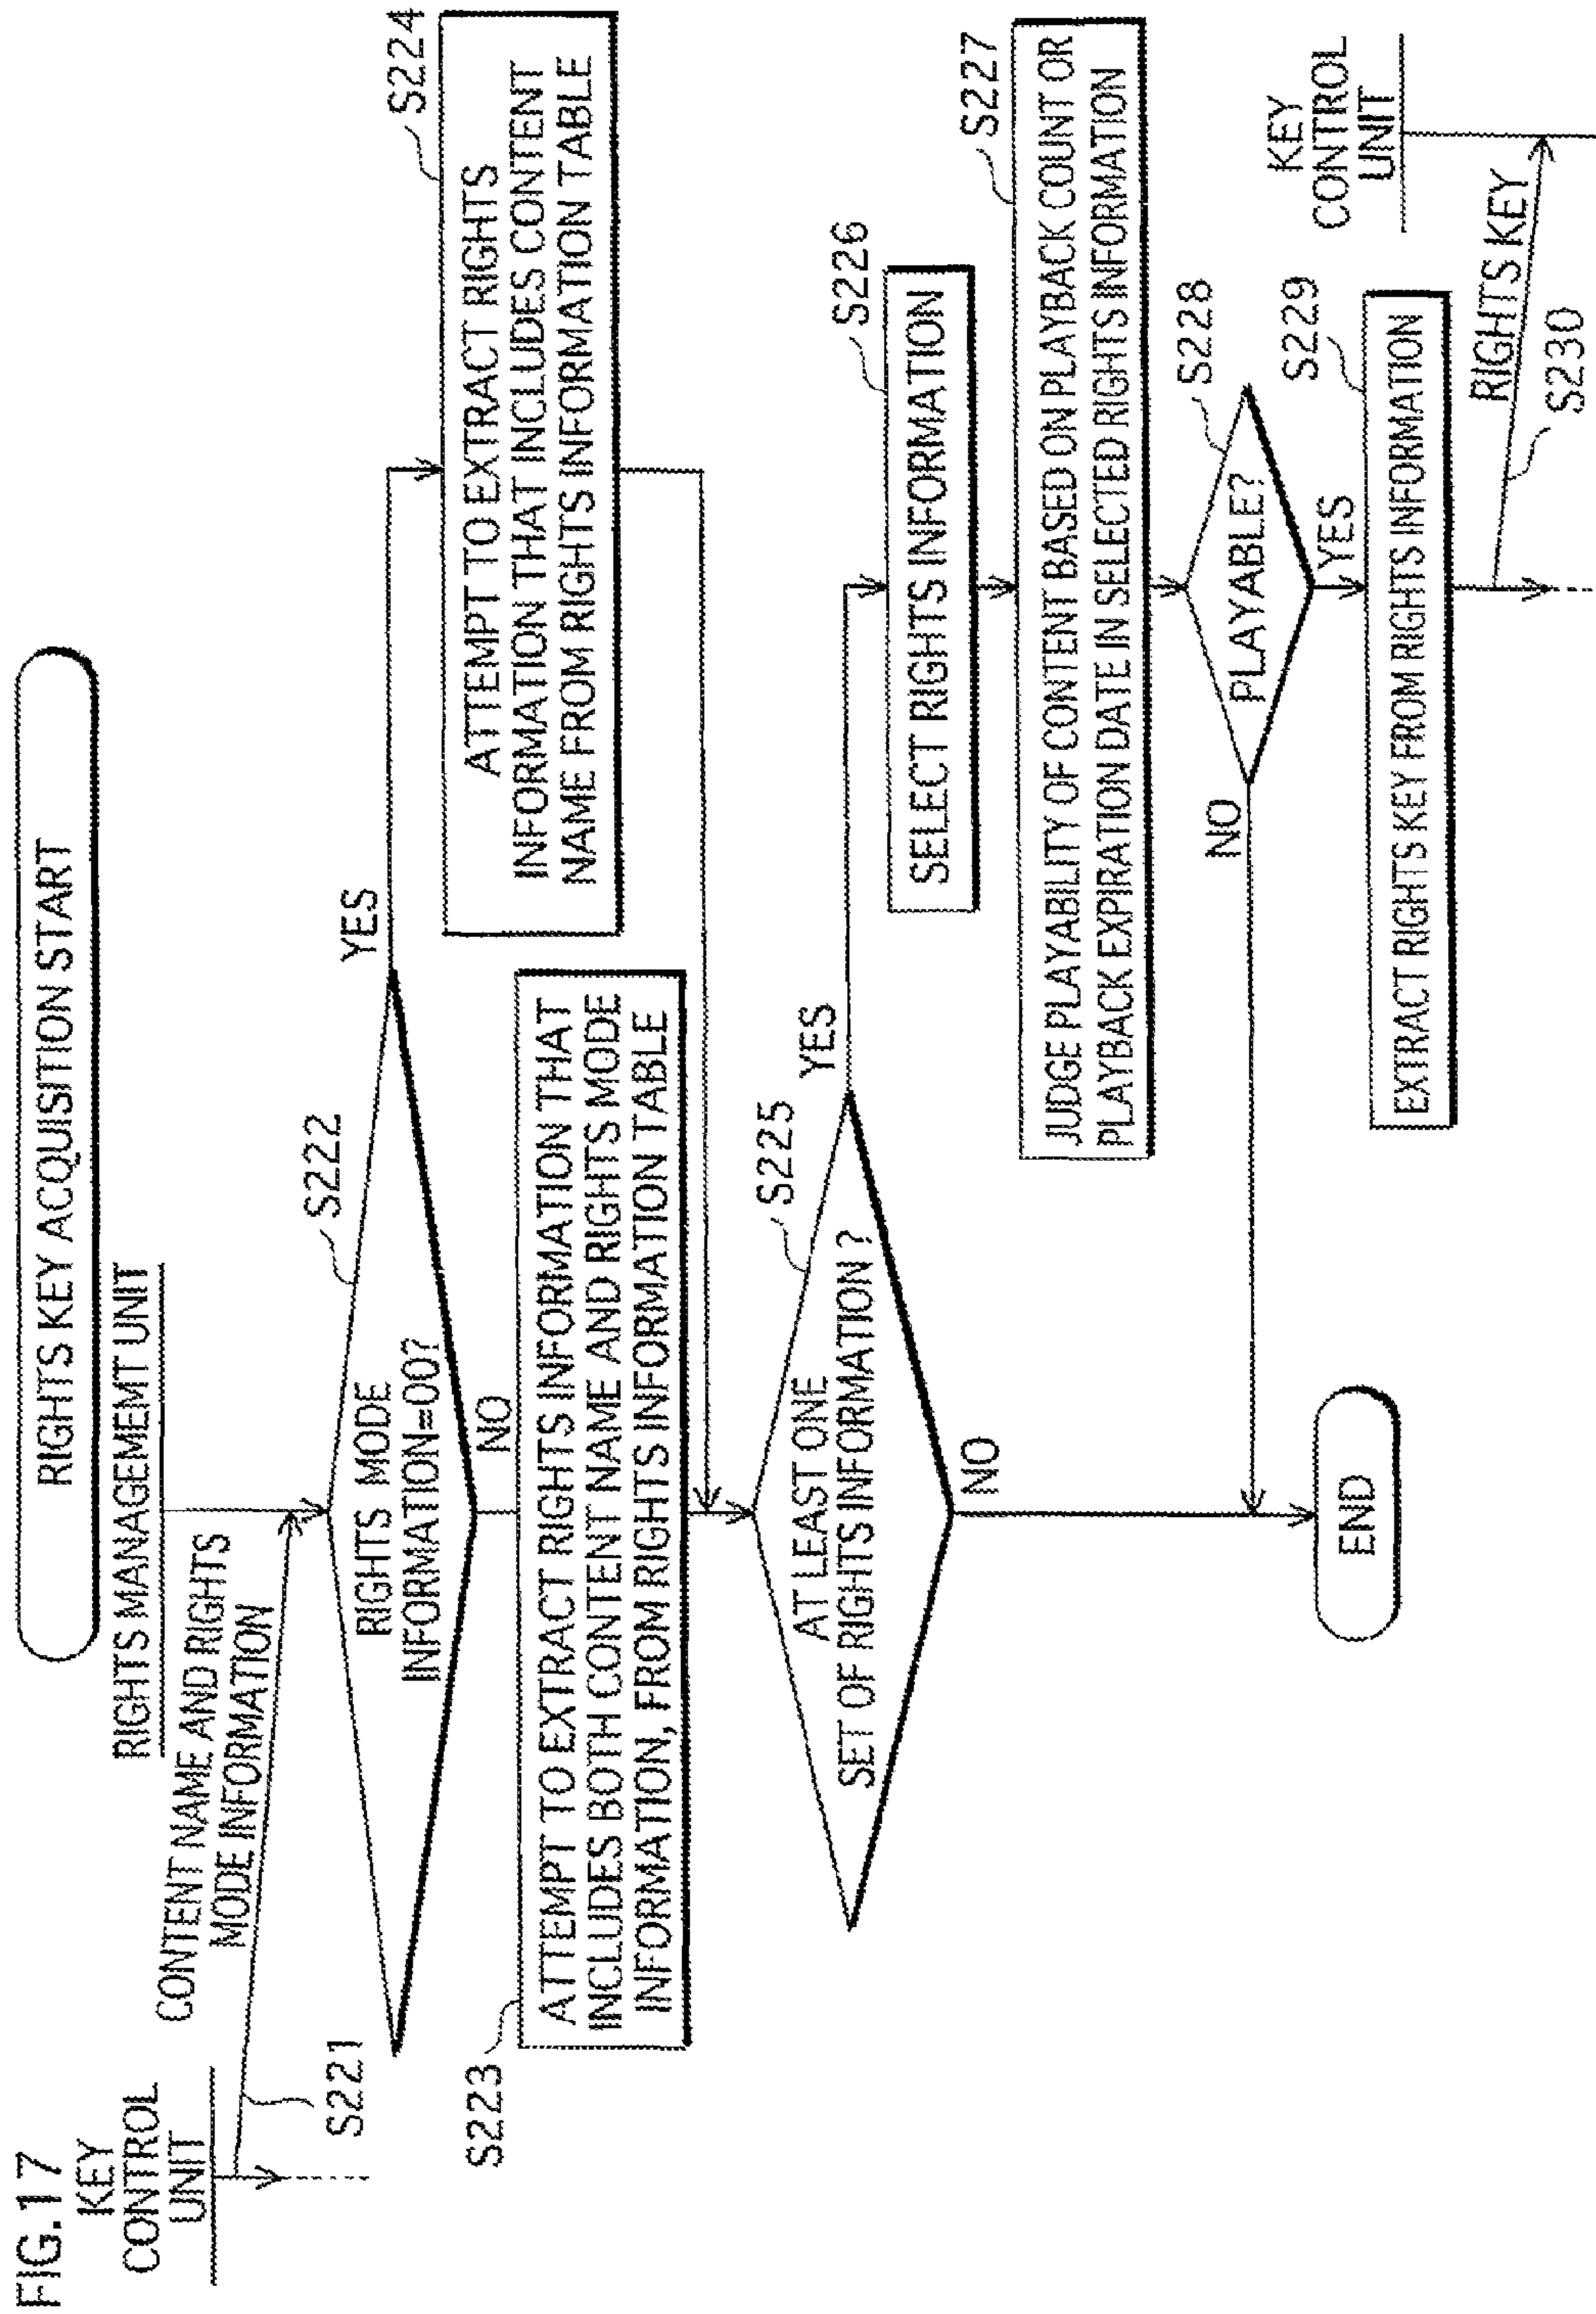 FIG.17
RIGHTS KEY ACQUISITION START
KEY
CONTROL
UNIT
RIGHTS MANAGEMENT UNIT
CONTENT NAME AND RIGHTS
MODE INFORMATION
S221
S222
RIGHTS MODE
INFORMATION=00?
YES
NO
S223
ATTEMPT TO EXTRACT RIGHTS INFORMATION THAT
INCLUDES BOTH CONTENT NAME AND RIGHTS MODE
INFORMATION, FROM RIGHTS INFORMATION TABLE
S224
ATTEMPT TO EXTRACT RIGHTS
INFORMATION THAT INCLUDES CONTENT
NAME FROM RIGHTS INFORMATION TABLE
S225
AT LEAST ONE
SET OF RIGHTS INFORMATION ?
YES
NO
S226
SELECT RIGHTS INFORMATION
S227
JUDGE PLAYABILITY OF CONTENT BASED ON PLAYBACK COUNT OR
PLAYBACK EXPIRATION DATE IN SELECTED RIGHTS INFORMATION
S228
PLAYABLE?
NO
YES
S229
EXTRACT RIGHTS KEY FROM RIGHTS INFORMATION
KEY
CONTROL
UNIT
RIGHTS KEY
S230
END